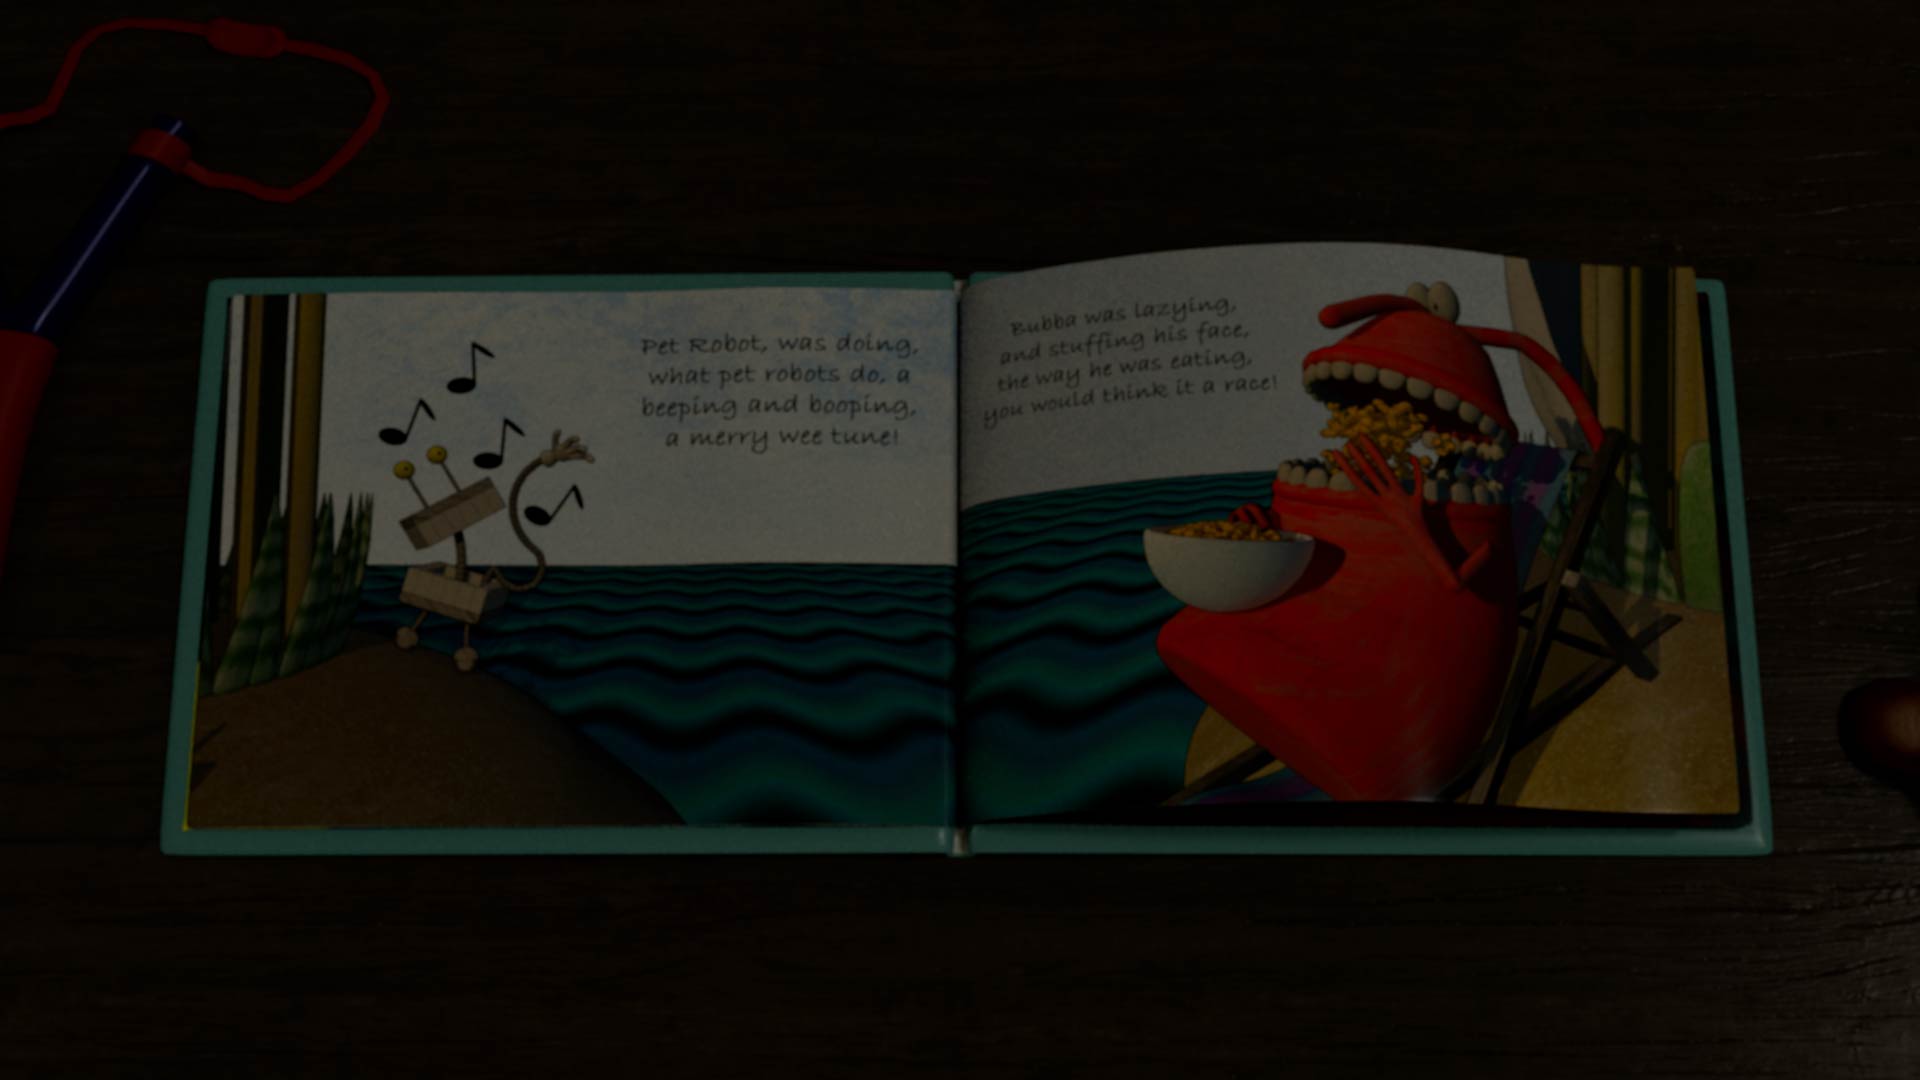 Pet Robot, was doing,
what pet robots do, a
beeping and booping,
a merry wee tune!
Bubba was lazying,
and stuffing his face,
the way he was eating,
you would think it a race!